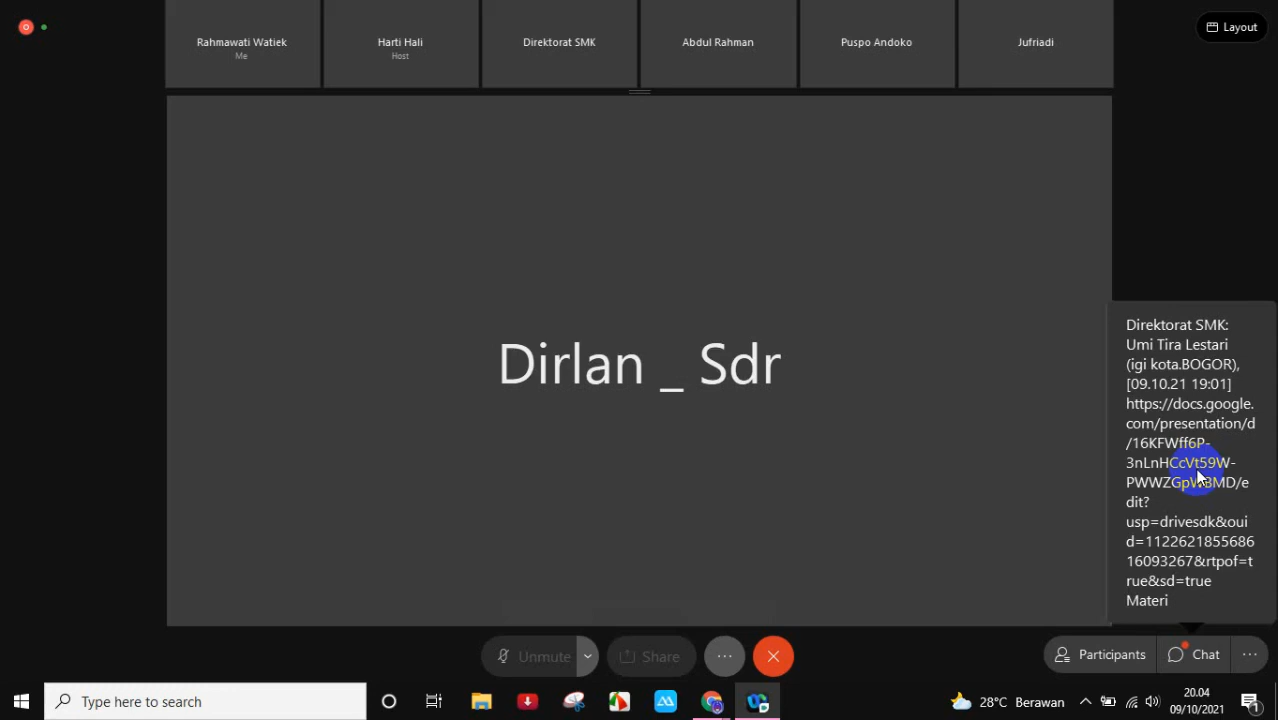 Layout
Rahmawati Watiek
Me
Harti Hali
Host
Direktorat SMK
Abdul Rahman
Puspo Andoko
Jufriadi
Dirlan _ Sdr
Direktorat SMK:
Umi Tira Lestari
(igi kota.BOGOR),
[09.10.21 19:01]
https://docs.google.
com/presentation/d
/16KFWff6P-
3nLnHCcVt59W-
PWWZGpWBMD/e
dit?
usp=drivesdk&oui
d=1122621855686
16093267&rtpof=t
rue&sd=true
Materi
Unmute
Share
Participants
Chat
Type here to search
28°C Berawan
20.04
09/10/2021
1